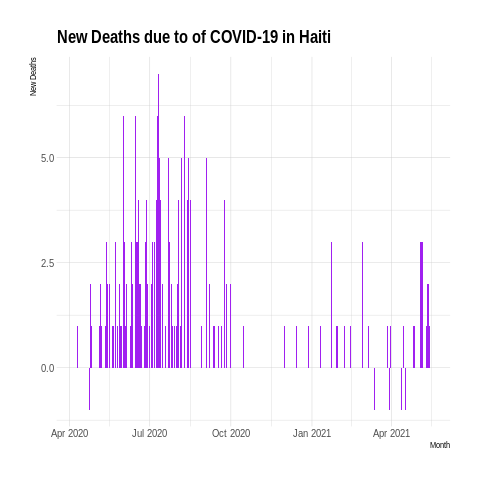 New Deaths due to of COVID-19 in Haiti
New Deaths
5.0
2.5
0.0
Apr 2020 Jul 2020 Oct 2020 Jan 2021 Apr 2021
Month